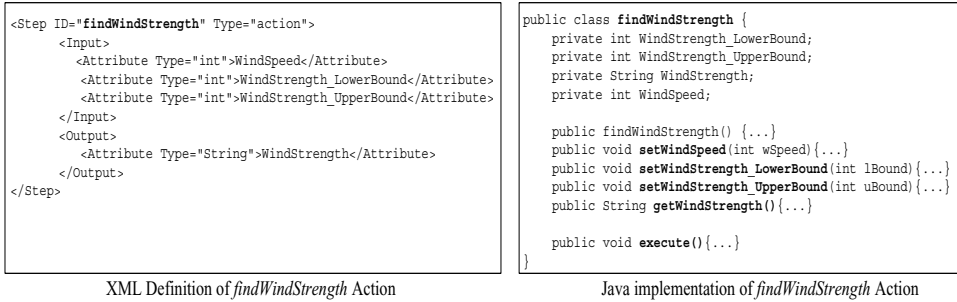 <Step ID="findWindStrength" Type="action">
<Input>
<Attribute Type="int">WindSpeed</Attribute>
<Attribute Type="int">WindStrength_LowerBound</Attribute>
<Attribute Type="int">WindStrength_UpperBound</Attribute>
</Input>
<Output>
<Attribute Type="String">WindStrength</Attribute>
</Output>
</Step>
XML Definition of findWindStrength Action
public class findWindStrength {
private int WindStrength_LowerBound;
private int WindStrength_UpperBound;
private String WindStrength;
private int WindSpeed;
public findWindStrength() {...}
public void setWindSpeed(int wSpeed){...}
public void setWindStrength_LowerBound(int lBound){...}
public void setWindStrength_UpperBound(int uBound){...}
public String getWindStrength(){...}
public void execute(){...}
}
Java implementation of findWindStrength Action